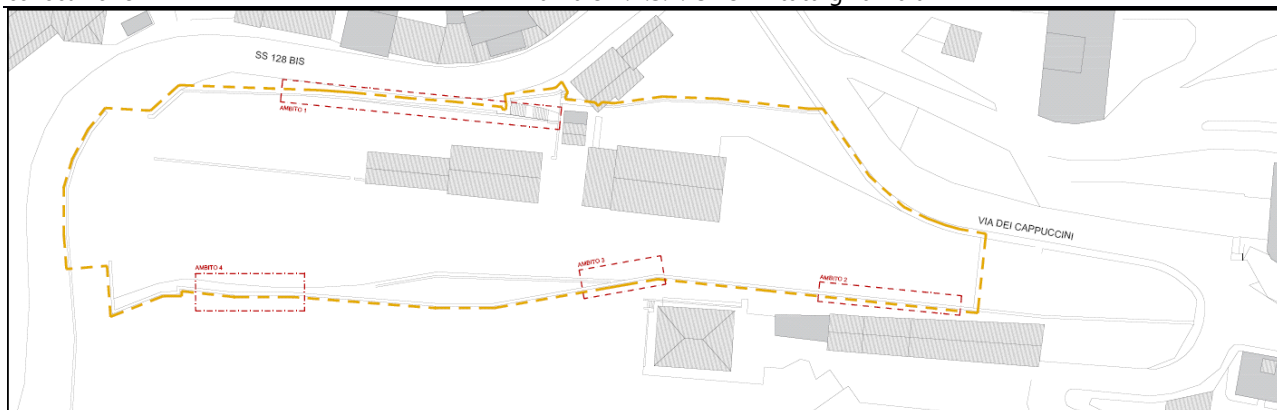 SS 128 BIS
AMBITO 1
VIA DEI CAPPUCCINI
AMBITO 3
AMBITO 4
AMBITO 2